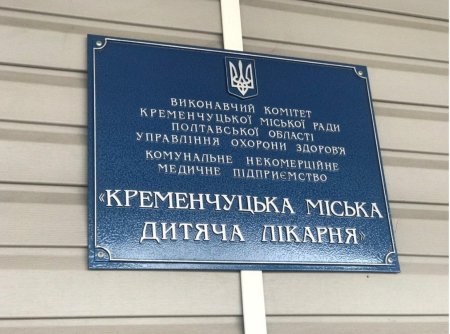 ВИКОНАВЧИЙ КОМІТЕТ
КРЕМЕНЧУЦЬКОЇ МІСЬКОЇ РАДИ
ПОЛТАВСЬКОЇ ОБЛАСТІ
УПРАВЛІННЯ ОХОРОНИ ЗДОРОВ'Я
КОМУНАЛЬНЕ НЕКОМЕРЦІЙНЕ
МЕДИЧНЕ ПІДПРИЄМСТВО
«КРЕМЕНЧУЦЬКА МІСЬКА
ДИТЯЧА ЛІКАРНЯ»